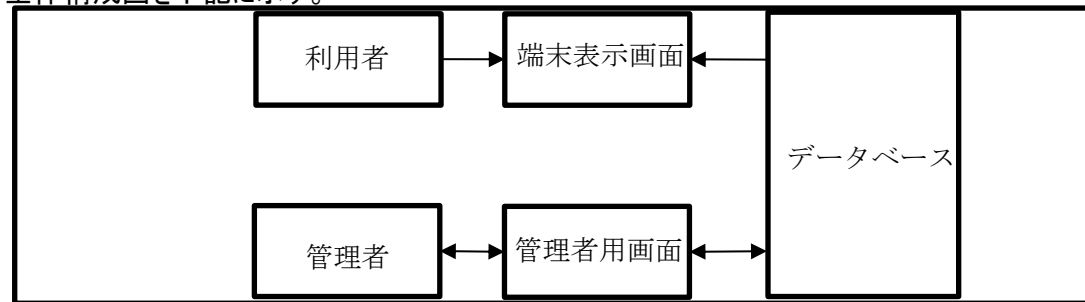 全体構成図を下記に示す。
利用者
端末表示画面
データベース
管理者
管理者用画面